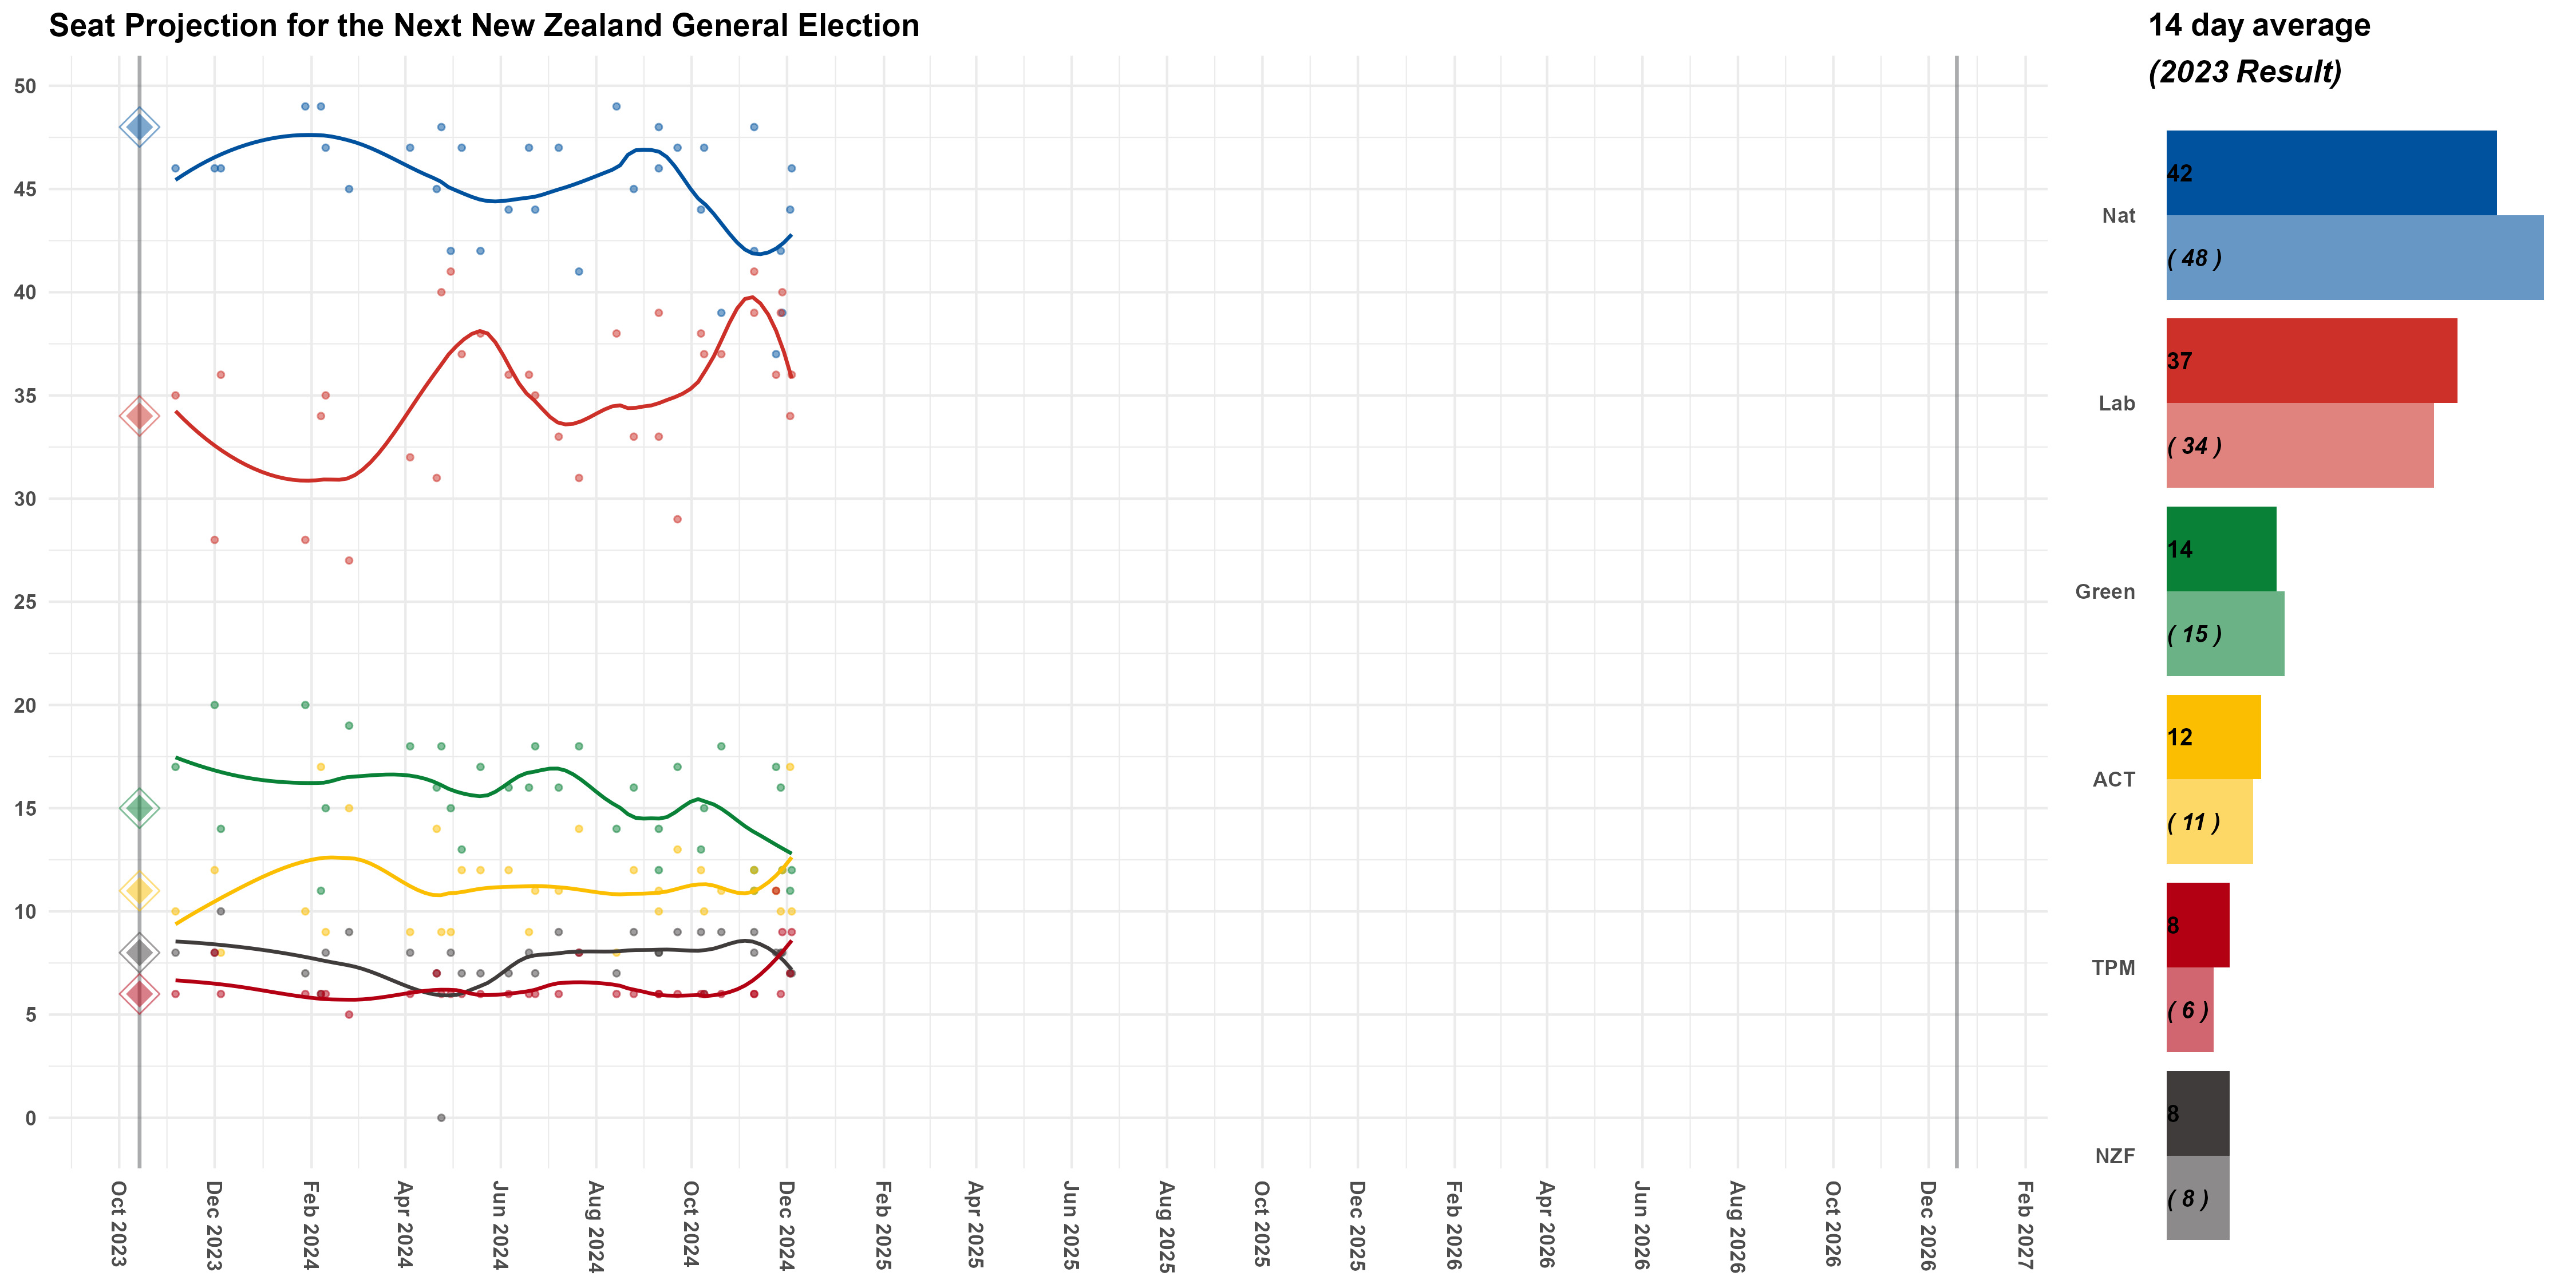 Seat Projection for the Next New Zealand General Election
50
45
40
35
30
25
20
15
10
5
0
Oct 2023
Dec 2023
Feb 2024
Apr 2024
Jun 2024
Aug 2024
Oct 2024
Dec 2024
Feb 2025
Apr 2025
Jun 2025
Aug 2025
Oct 2025
Dec 2025
Feb 2026
Apr 2026
Jun 2026
Aug 2026
Oct 2026
Dec 2026
Feb 2027
14 day average
(2023 Result)
Nat
42
( 48 )
Lab
37
( 34 )
Green
14
( 15 )
ACT
12
( 11 )
TPM
8
( 6 )
NZF
8
( 8 )